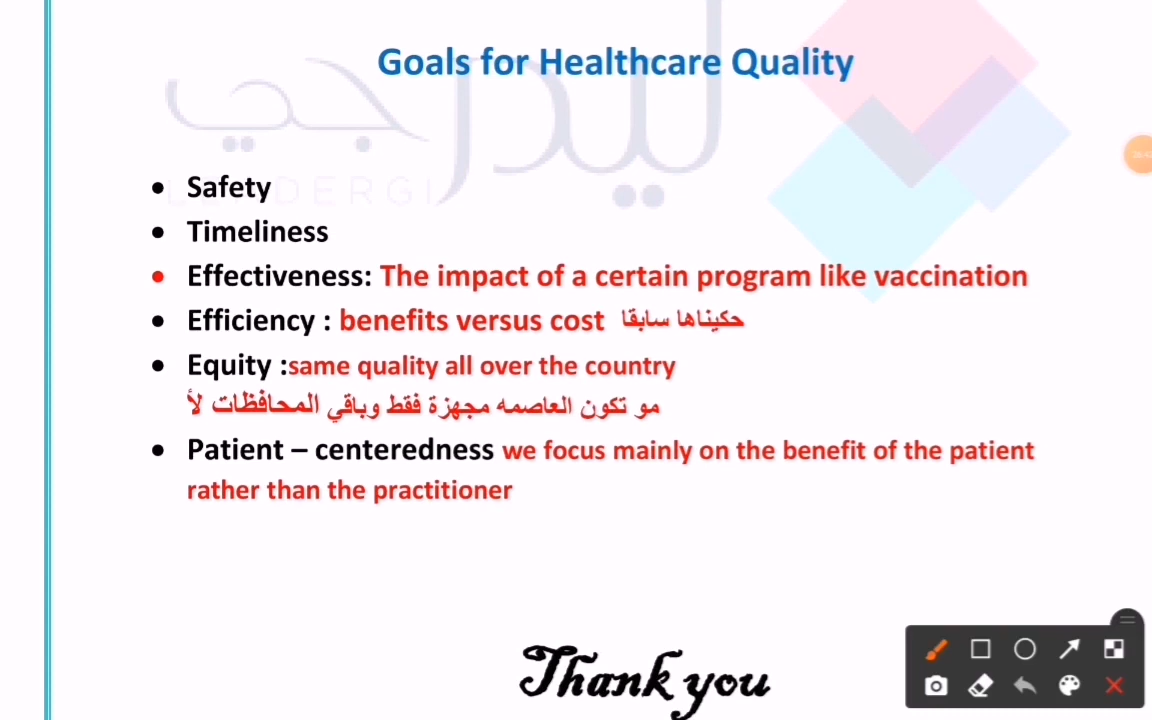 Goals for Healthcare Quality
ليدرجي
LEADERGI
• Safety
• Timeliness
• Effectiveness: The impact of a certain program like vaccination
• Efficiency : benefits versus cost حكيناها سابقا
• Equity :same quality all over the country
مو تكون العاصمه مجهزة فقط وباقي المحافظات لأ
• Patient – centeredness we focus mainly on the benefit of the patient
rather than the practitioner
Thank you